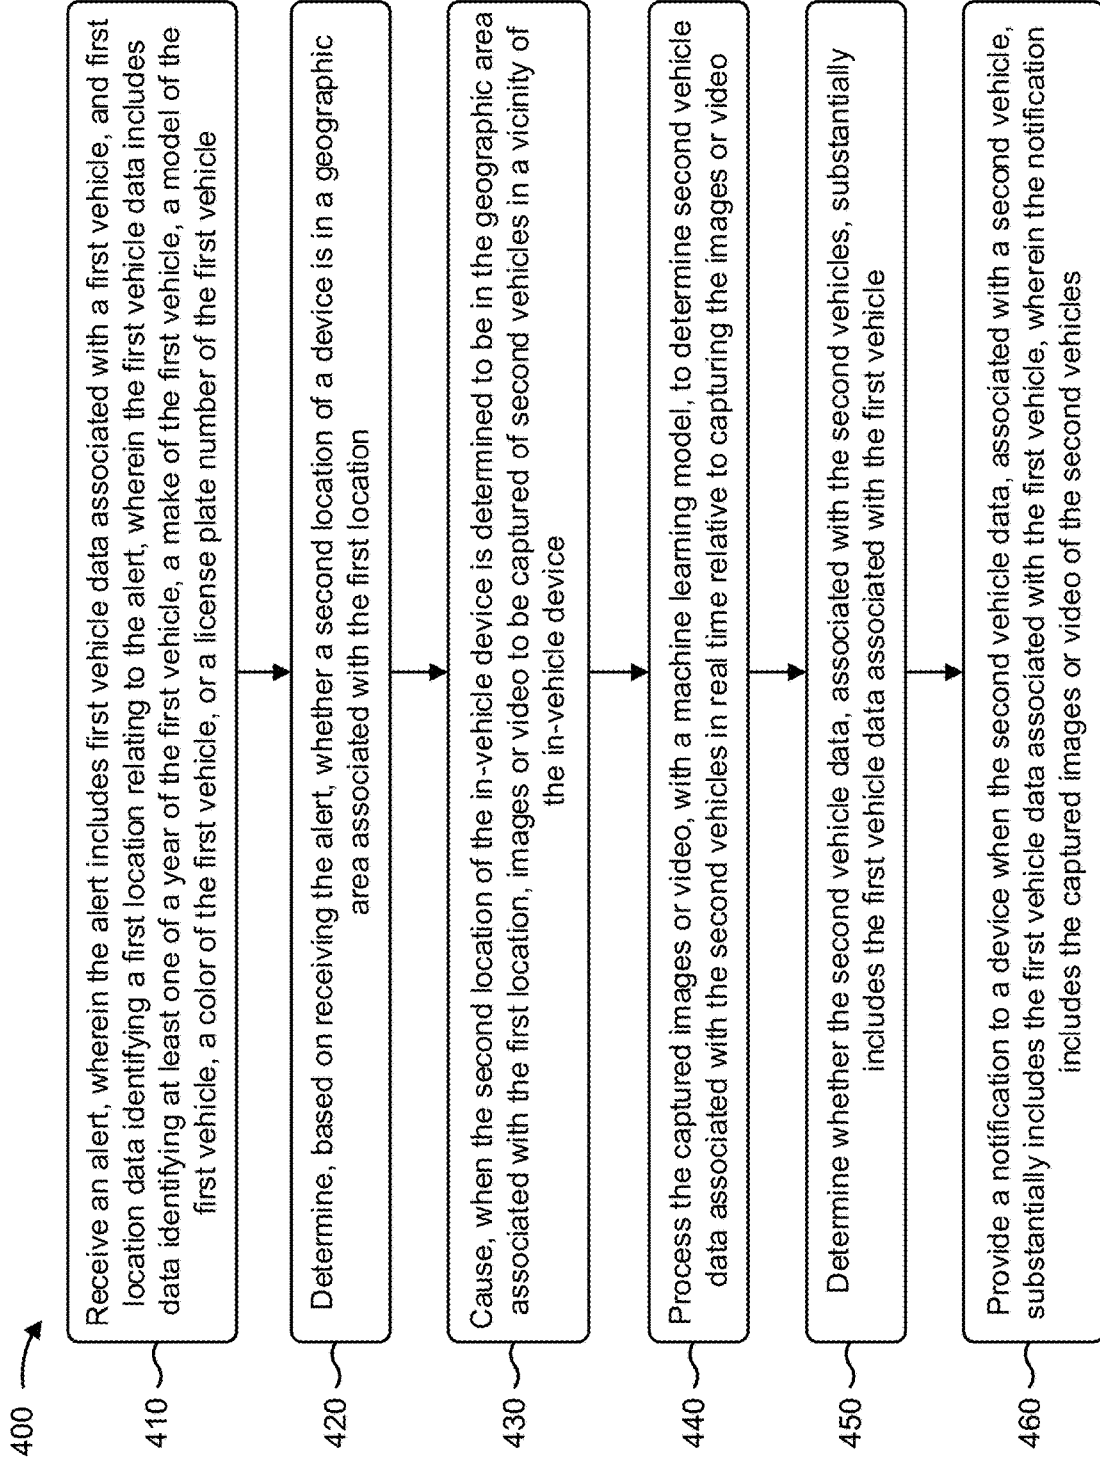 400
410
Receive an alert, wherein the alert includes first vehicle data associated with a first vehicle, and first
location data identifying a first location relating to the alert, wherein the first vehicle data includes
data identifying at least one of a year of the first vehicle, a make of the first vehicle, a model of the
first vehicle, a color of the first vehicle, or a license plate number of the first vehicle
420
Determine, based on receiving the alert, whether a second location of a device is in a geographic
area associated with the first location
430
Cause, when the second location of the in-vehicle device is determined to be in the geographic area
associated with the first location, images or video to be captured of second vehicles in a vicinity of
the in-vehicle device
440
Process the captured images or video, with a machine learning model, to determine second vehicle
data associated with the second vehicles in real time relative to capturing the images or video
450
Determine whether the second vehicle data, associated with the second vehicles, substantially
includes the first vehicle data associated with the first vehicle
460
Provide a notification to a device when the second vehicle data, associated with a second vehicle,
substantially includes the first vehicle data associated with the first vehicle, wherein the notification
includes the captured images or video of the second vehicles